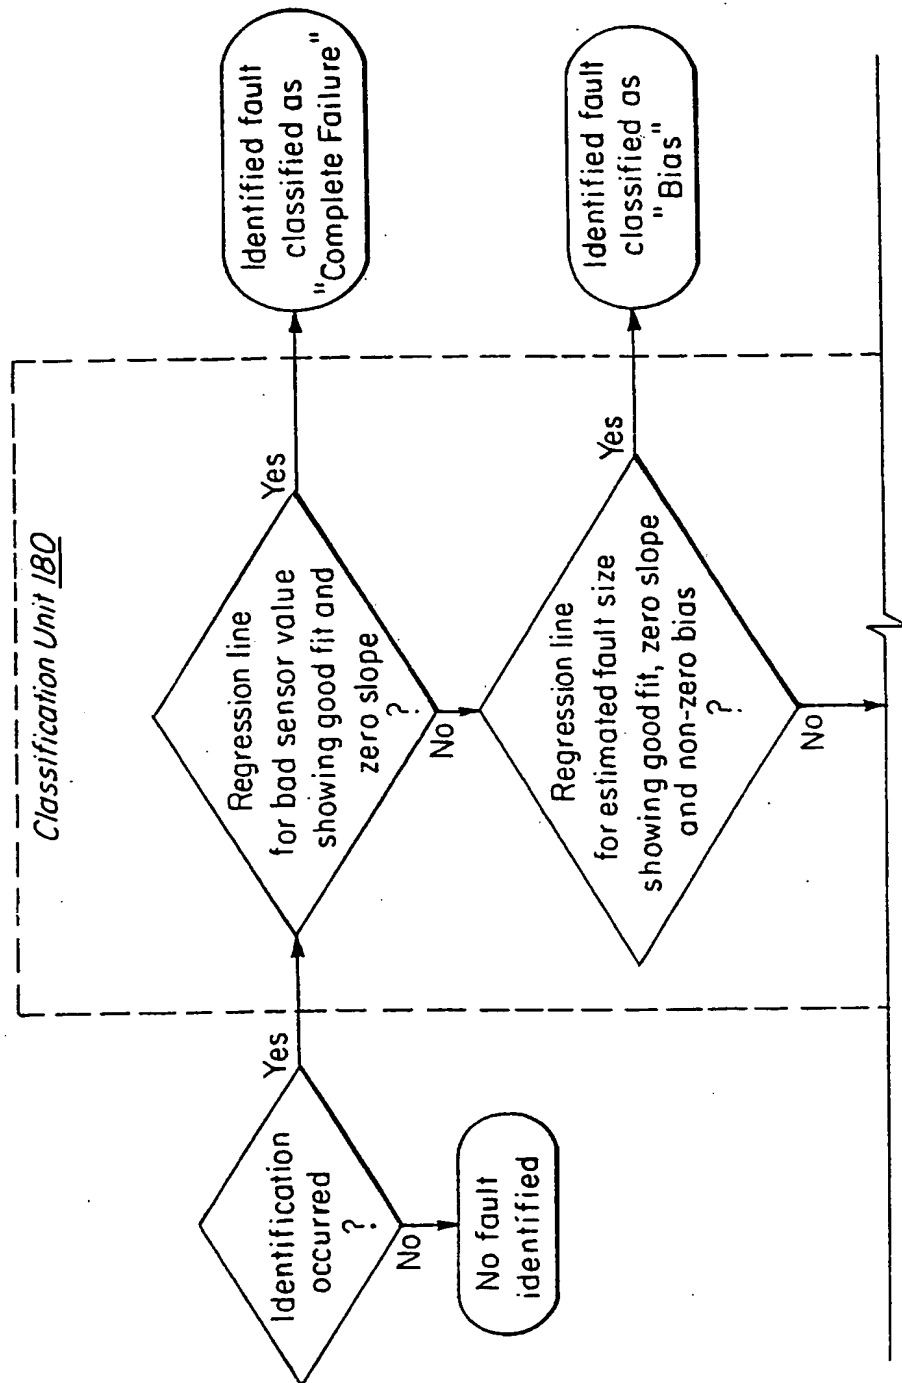 Classification Unit 180
Identification
occurred
?
Yes
No
No fault
identified
Regression line
for bad sensor value
showing good fit and
zero slope
?
Yes
No
Identified fault
classified as
"Complete Failure"
Regression line
for estimated fault size
showing good fit, zero slope
and non-zero bias
?
Yes
No
Identified fault
classified as
"Bias"